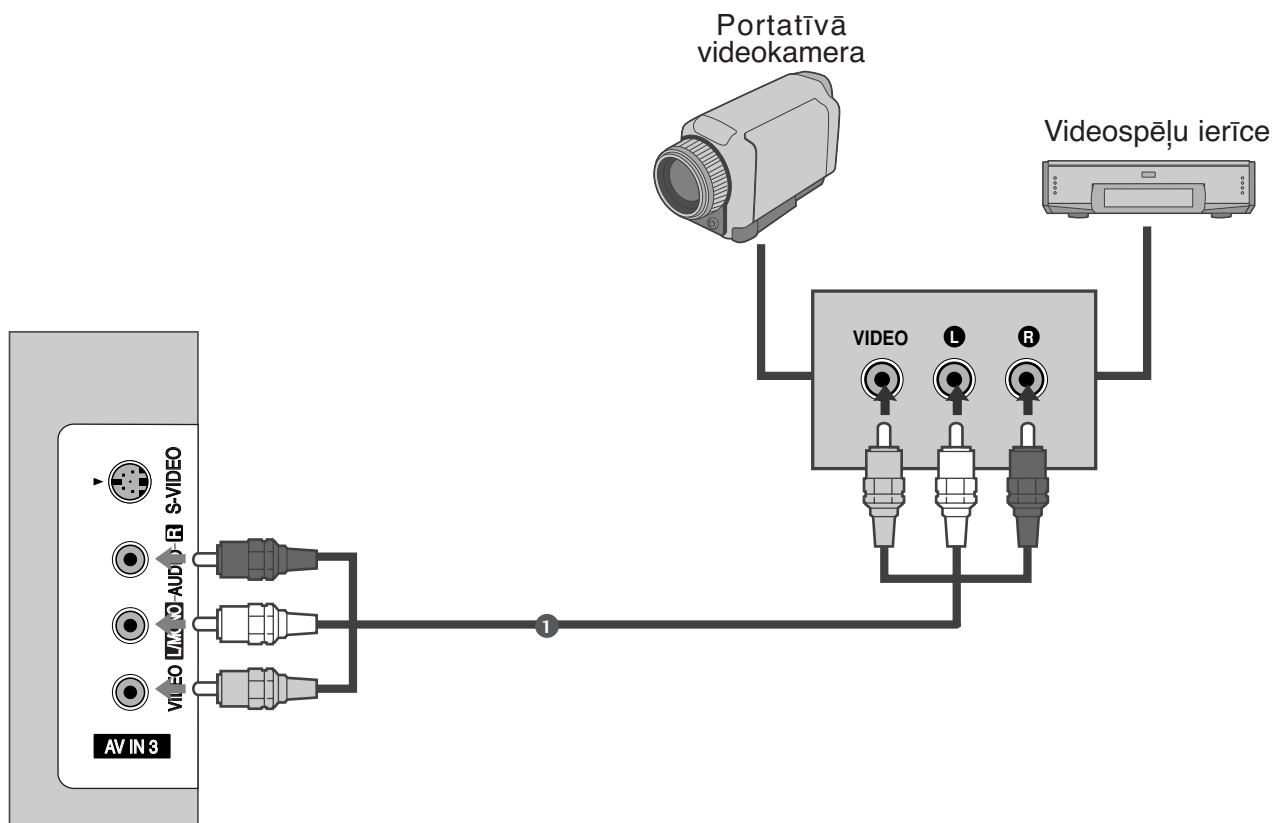 Portatīvā
videokamera
Videospēļu ierīce
VIDEO L R
S-VIDEO
VIDEO L/MONO AUDIO R
1
AV IN 3